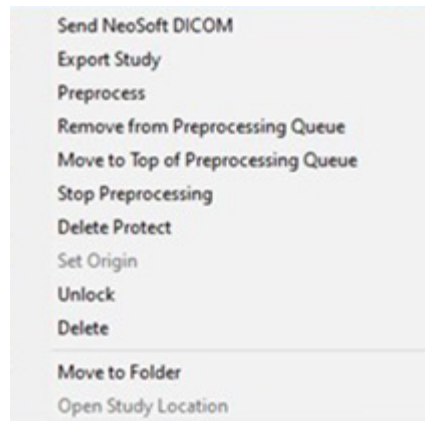 Send NeoSoft DICOM
Export Study
Preprocess
Remove from Preprocessing Queue
Move to Top of Preprocessing Queue
Stop Preprocessing
Delete Protect
Set Origin
Unlock
Delete
Move to Folder
Open Study Location